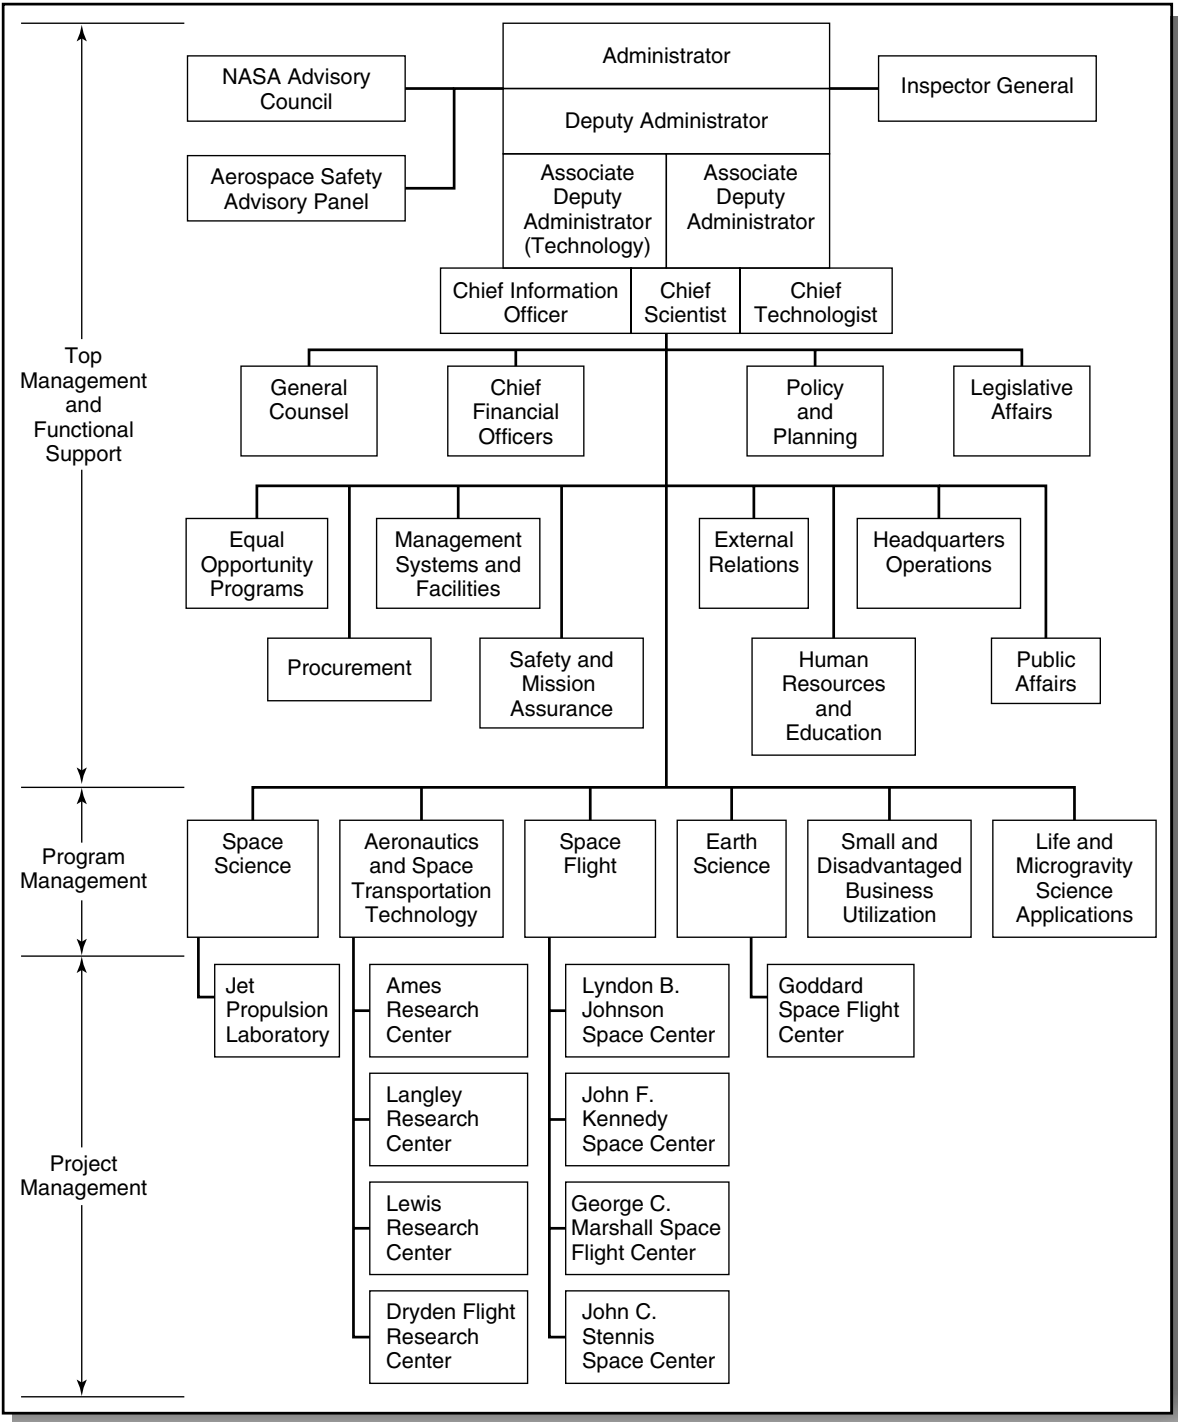 Administrator
NASA Advisory
Council
Inspector General
Deputy Administrator
Aerospace Safety
Advisory Panel
Associate
Deputy
Administrator
(Technology)
Associate
Deputy
Administrator
Chief Information
Officer
Chief
Scientist
Chief
Technologist
Top
Management
and
Functional
Support
General
Counsel
Chief
Financial
Officers
Policy
and
Planning
Legislative
Affairs
Equal
Opportunity
Programs
Management
Systems and
Facilities
External
Relations
Headquarters
Operations
Procurement
Safety and
Mission
Assurance
Human
Resources
and
Education
Public
Affairs
Program
Management
Space
Science
Aeronautics
and Space
Transportation
Technology
Space
Flight
Earth
Science
Small and
Disadvantaged
Business
Utilization
Life and
Microgravity
Science
Applications
Project
Management
Jet
Propulsion
Laboratory
Ames
Research
Center
Langley
Research
Center
Lewis
Research
Center
Dryden Flight
Research
Center
Lyndon B.
Johnson
Space Center
John F.
Kennedy
Space Center
George C.
Marshall Space
Flight Center
John C.
Stennis
Space Center
Goddard
Space Flight
Center